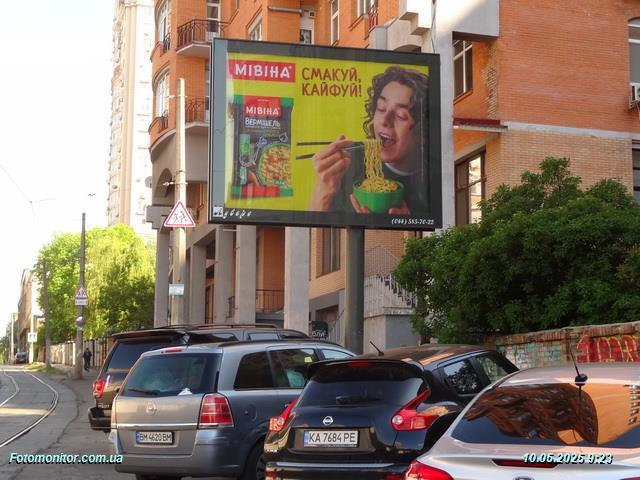 МІВІНА
СМАКУЙ,
КАЙФУЙ!
МІВІНА
ВЕРМІШЕЛЬ
(044) 585-70-22
BM 4620 BM
KA 7684 PE
Fotomonitor.com.ua
10.05.2025 9:23